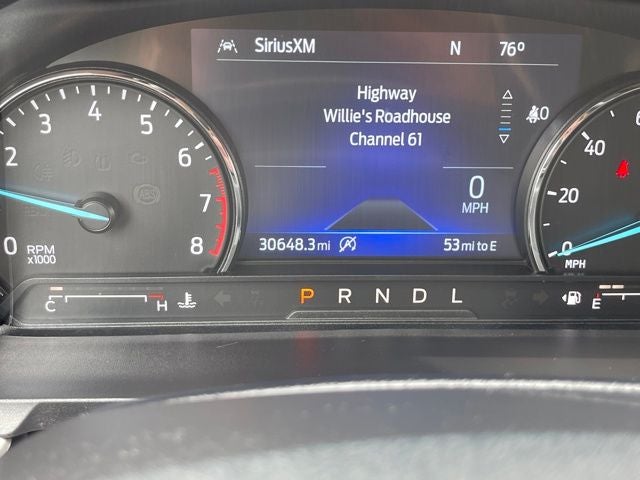 SiriusXM N 76°
Highway
Willie's Roadhouse
Channel 61
0
MPH
30648.3 mi 53 mi to E
0 2 3 4 5 6 7 8
RPM
x1000
ABS
0 20 40
MPH
C H P R N D L E